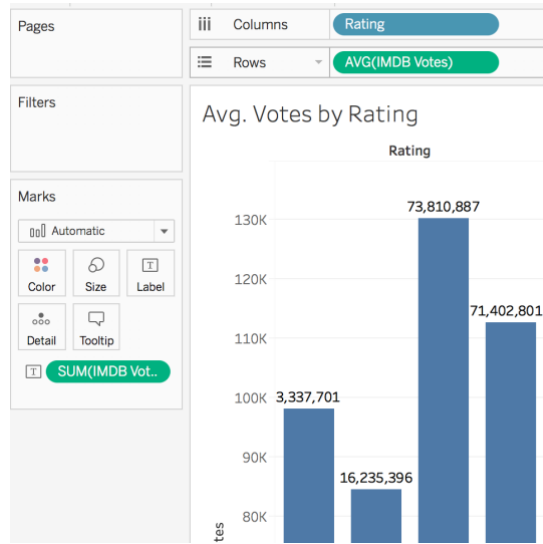 Pages
Columns
Rating
Rows
AVG(IMDB Votes)
Filters
Marks
Automatic
Color
Size
T
Label
Detail
Tooltip
T
SUM(IMDB Vot..
Avg. Votes by Rating
Rating
130K
120K
110K
100K
90K
80K
73,810,887
71,402,801
3,337,701
16,235,396
tes